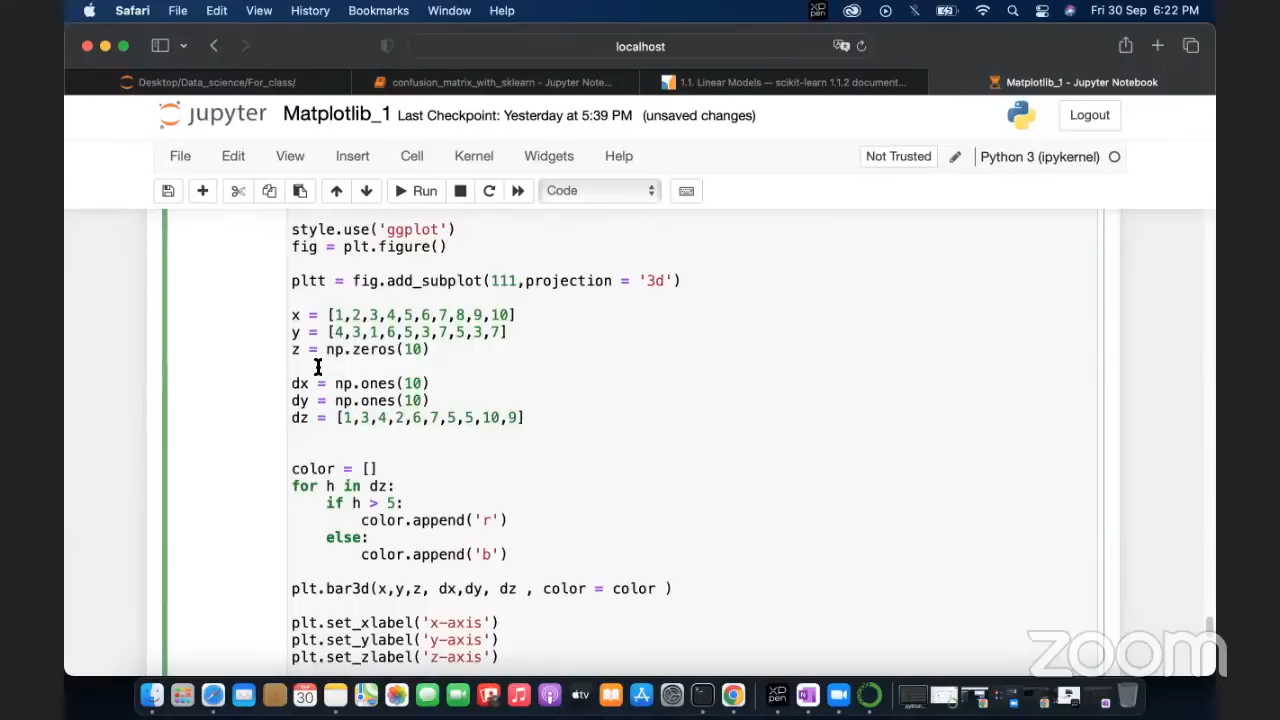 Safari File Edit View History Bookmarks Window Help XP PEN Fri 30 Sep 6:22 PM
localhost
Desktop/Data_science/For_class/ confusion_matrix_with_sklearn - Jupyter Note... 1.1. Linear Models — scikit-learn 1.1.2 document... Matplotlib_1 - Jupyter Notebook
jupyter Matplotlib_1 Last Checkpoint: Yesterday at 5:39 PM (unsaved changes) Logout
File Edit View Insert Cell Kernel Widgets Help Not Trusted Python 3 (ipykernel)
Run Code
style.use('ggplot')
fig = plt.figure()
pltt = fig.add_subplot(111,projection = '3d')
x = [1,2,3,4,5,6,7,8,9,10]
y = [4,3,1,6,5,3,7,5,3,7]
z = np.zeros(10)
dx = np.ones(10)
dy = np.ones(10)
dz = [1,3,4,2,6,7,5,5,10,9]
color = []
for h in dz:
if h > 5:
color.append('r')
else:
color.append('b')
plt.bar3d(x,y,z, dx,dy, dz , color = color )
plt.set_xlabel('x-axis')
plt.set_ylabel('y-axis')
plt.set_zlabel('z-axis')
zoom
SEP 30 tv XP PEN